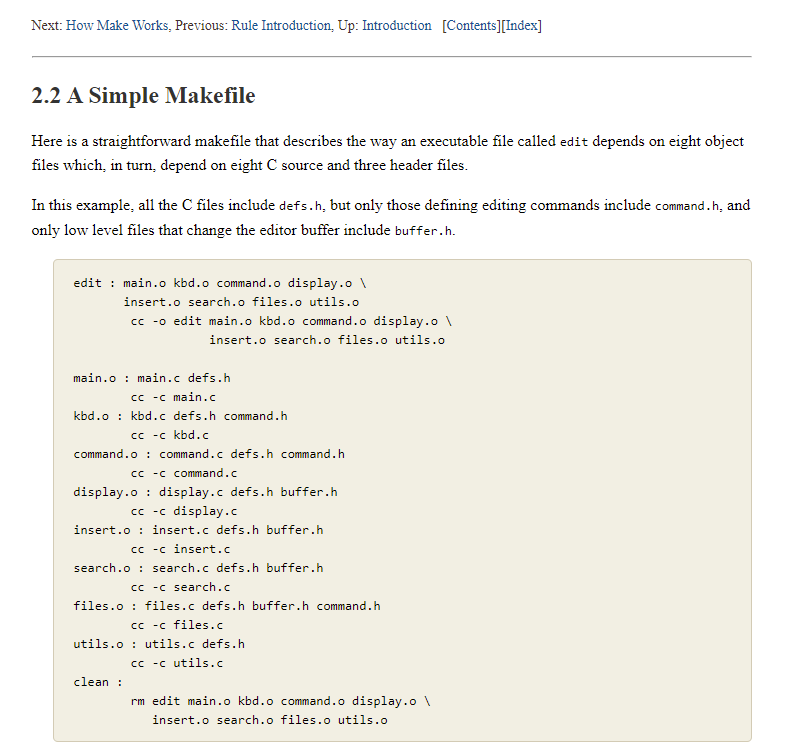 Next: How Make Works, Previous: Rule Introduction, Up: Introduction [Contents][Index]
2.2 A Simple Makefile
Here is a straightforward makefile that describes the way an executable file called edit depends on eight object
files which, in turn, depend on eight C source and three header files.
In this example, all the C files include defs.h, but only those defining editing commands include command.h, and
only low level files that change the editor buffer include buffer.h.
edit : main.o kbd.o command.o display.o \
       insert.o search.o files.o utils.o
        cc -o edit main.o kbd.o command.o display.o \
                   insert.o search.o files.o utils.o
main.o : main.c defs.h
        cc -c main.c
kbd.o : kbd.c defs.h command.h
        cc -c kbd.c
command.o : command.c defs.h command.h
        cc -c command.c
display.o : display.c defs.h buffer.h
        cc -c display.c
insert.o : insert.c defs.h buffer.h
        cc -c insert.c
search.o : search.c defs.h buffer.h
        cc -c search.c
files.o : files.c defs.h buffer.h command.h
        cc -c files.c
utils.o : utils.c defs.h
        cc -c utils.c
clean :
        rm edit main.o kbd.o command.o display.o \
           insert.o search.o files.o utils.o